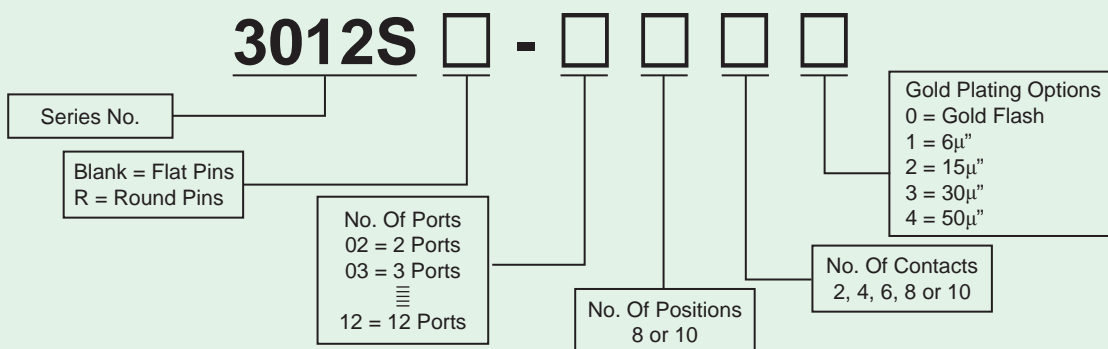 3012S □ - □ □ □ □
Series No.
Blank = Flat Pins
R = Round Pins
No. Of Ports
02 = 2 Ports
03 = 3 Ports
12 = 12 Ports
No. Of Positions
8 or 10
No. Of Contacts
2, 4, 6, 8 or 10
Gold Plating Options
0 = Gold Flash
1 = 6μ”
2 = 15μ”
3 = 30μ”
4 = 50μ”